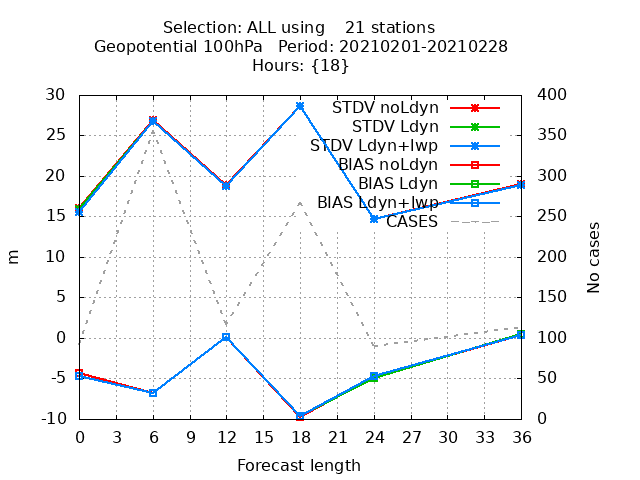 Selection: ALL using    21 stations
Geopotential 100hPa   Period: 20210201-20210228
Hours: {18}
30 400
STDV noLdyn
25 STDV Ldyn 350
STDV Ldyn+lwp
BIAS noLdyn
20 BIAS Ldyn 300
BIAS Ldyn+lwp
15 CASES 250
10 200
m
No cases
5 150
0 100
-5 50
-10 0
0 3 6 9 12 15 18 21 24 27 30 33 36
Forecast length